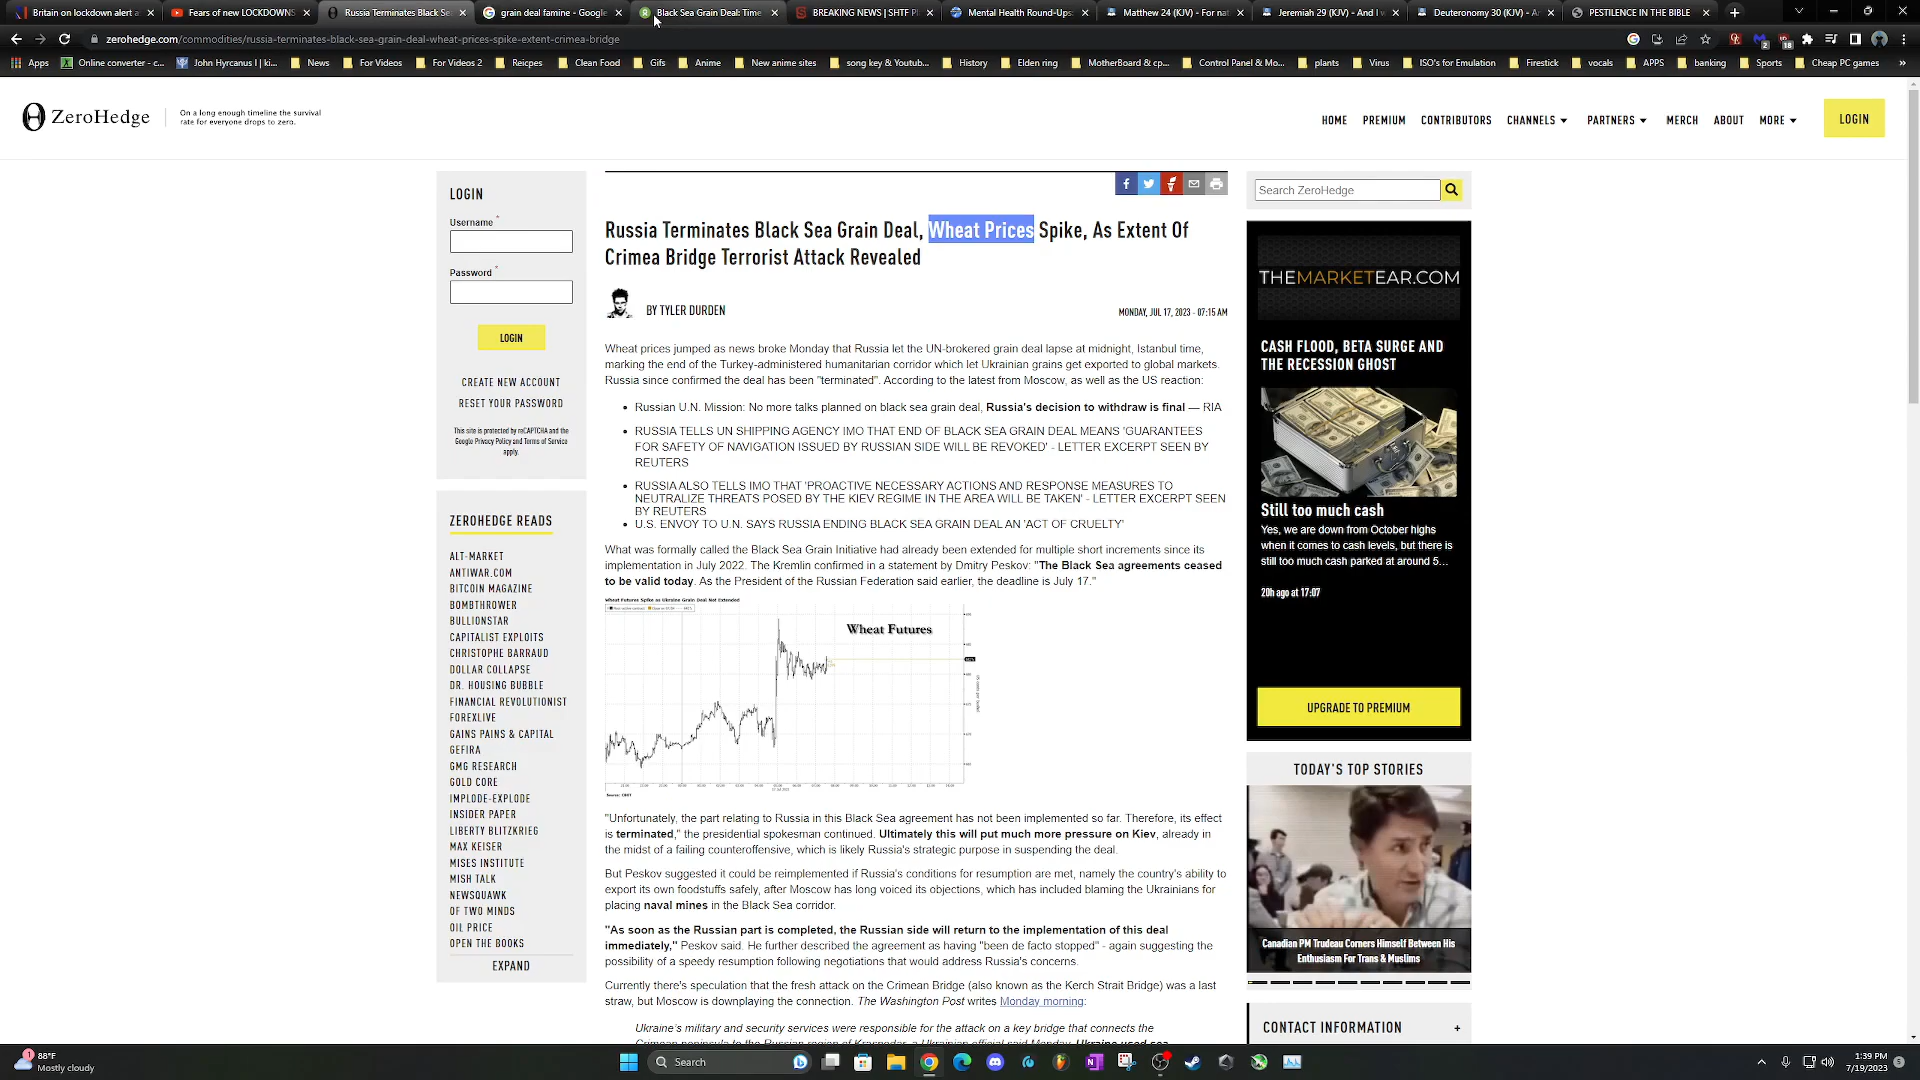 Britain on lockdown alert a
Fears of new LOCKDOWNS
Russia Terminates Black Se
grain deal famine - Google
Black Sea Grain Deal: Time
BREAKING NEWS | SHTF Pl
Mental Health Round-Ups:
Matthew 24 (KJV) - For nat
Jeremiah 29 (KJV) - And I w
Deuteronomy 30 (KJV) - A
PESTILENCE IN THE BIBLE
zerohedge.com/commodities/russia-terminates-black-sea-grain-deal-wheat-prices-spike-extent-crimea-bridge
2
18
Apps
Online converter - c...
John Hyrcanus I | ki...
News
For Videos
For Videos 2
Reicpes
Clean Food
Gifs
Anime
New anime sites
song key & Youtub...
History
Elden ring
MotherBoard & cp...
Control Panel & Mo...
plants
Virus
ISO's for Emulation
Firestick
vocals
APPS
banking
Sports
Cheap PC games
»
ZeroHedge
On a long enough timeline the survival
rate for everyone drops to zero.
HOME
PREMIUM
CONTRIBUTORS
CHANNELS
PARTNERS
MERCH
ABOUT
MORE
LOGIN
LOGIN
Username *
Password *
LOGIN
CREATE NEW ACCOUNT
RESET YOUR PASSWORD
This site is protected by reCAPTCHA and the
Google Privacy Policy and Terms of Service
apply.
ZEROHEDGE READS
ALT-MARKET
ANTIWAR.COM
BITCOIN MAGAZINE
BOMBTHROWER
BULLIONSTAR
CAPITALIST EXPLOITS
CHRISTOPHE BARRAUD
DOLLAR COLLAPSE
DR. HOUSING BUBBLE
FINANCIAL REVOLUTIONIST
FOREXLIVE
GAINS PAINS & CAPITAL
GEFIRA
GMG RESEARCH
GOLD CORE
IMPLODE-EXPLODE
INSIDER PAPER
LIBERTY BLITZKRIEG
MAX KEISER
MISES INSTITUTE
MISH TALK
NEWSQUAWK
OF TWO MINDS
OIL PRICE
OPEN THE BOOKS
EXPAND
Russia Terminates Black Sea Grain Deal, Wheat Prices Spike, As Extent Of
Crimea Bridge Terrorist Attack Revealed
BY TYLER DURDEN
MONDAY, JUL 17, 2023 - 07:15 AM
Wheat prices jumped as news broke Monday that Russia let the UN-brokered grain deal lapse at midnight, Istanbul time,
marking the end of the Turkey-administered humanitarian corridor which let Ukrainian grains get exported to global markets.
Russia since confirmed the deal has been "terminated". According to the latest from Moscow, as well as the US reaction:
• Russian U.N. Mission: No more talks planned on black sea grain deal, Russia's decision to withdraw is final — RIA
• RUSSIA TELLS UN SHIPPING AGENCY IMO THAT END OF BLACK SEA GRAIN DEAL MEANS 'GUARANTEES
FOR SAFETY OF NAVIGATION ISSUED BY RUSSIAN SIDE WILL BE REVOKED' - LETTER EXCERPT SEEN BY
REUTERS
• RUSSIA ALSO TELLS IMO THAT 'PROACTIVE NECESSARY ACTIONS AND RESPONSE MEASURES TO
NEUTRALIZE THREATS POSED BY THE KIEV REGIME IN THE AREA WILL BE TAKEN' - LETTER EXCERPT SEEN
BY REUTERS
• U.S. ENVOY TO U.N. SAYS RUSSIA ENDING BLACK SEA GRAIN DEAL AN 'ACT OF CRUELTY'
What was formally called the Black Sea Grain Initiative had already been extended for multiple short increments since its
implementation in July 2022. The Kremlin confirmed in a statement by Dmitry Peskov: "The Black Sea agreements ceased
to be valid today. As the President of the Russian Federation said earlier, the deadline is July 17."
Wheat Futures Spike as Ukraine Grain Deal Not Extended
Wheat Futures
Source: CBOT
"Unfortunately, the part relating to Russia in this Black Sea agreement has not been implemented so far. Therefore, its effect
is terminated," the presidential spokesman continued. Ultimately this will put much more pressure on Kiev, already in
the midst of a failing counteroffensive, which is likely Russia's strategic purpose in suspending the deal.
But Peskov suggested it could be reimplemented if Russia's conditions for resumption are met, namely the country's ability to
export its own foodstuffs safely, after Moscow has long voiced its objections, which has included blaming the Ukrainians for
placing naval mines in the Black Sea corridor.
"As soon as the Russian part is completed, the Russian side will return to the implementation of this deal
immediately," Peskov said. He further described the agreement as having "been de facto stopped" - again suggesting the
possibility of a speedy resumption following negotiations that would address Russia's concerns.
Currently there's speculation that the fresh attack on the Crimean Bridge (also known as the Kerch Strait Bridge) was a last
straw, but Moscow is downplaying the connection. The Washington Post writes Monday morning:
Ukraine's military and security services were responsible for the attack on a key bridge that connects the
Crimean peninsula to the Russian region of Krasnodar, a Ukrainian official said Monday. Ukraine used sea
Search ZeroHedge
THEMARKETEAR.COM
CASH FLOOD, BETA SURGE AND
THE RECESSION GHOST
Still too much cash
Yes, we are down from October highs
when it comes to cash levels, but there is
still too much cash parked at around 5...
20h ago at 17:07
UPGRADE TO PREMIUM
TODAY'S TOP STORIES
Canadian PM Trudeau Corners Himself Between His
Enthusiasm For Trans & Muslims
CONTACT INFORMATION +
1
88°F
Mostly cloudy
Search
1:39 PM
7/19/2023
5